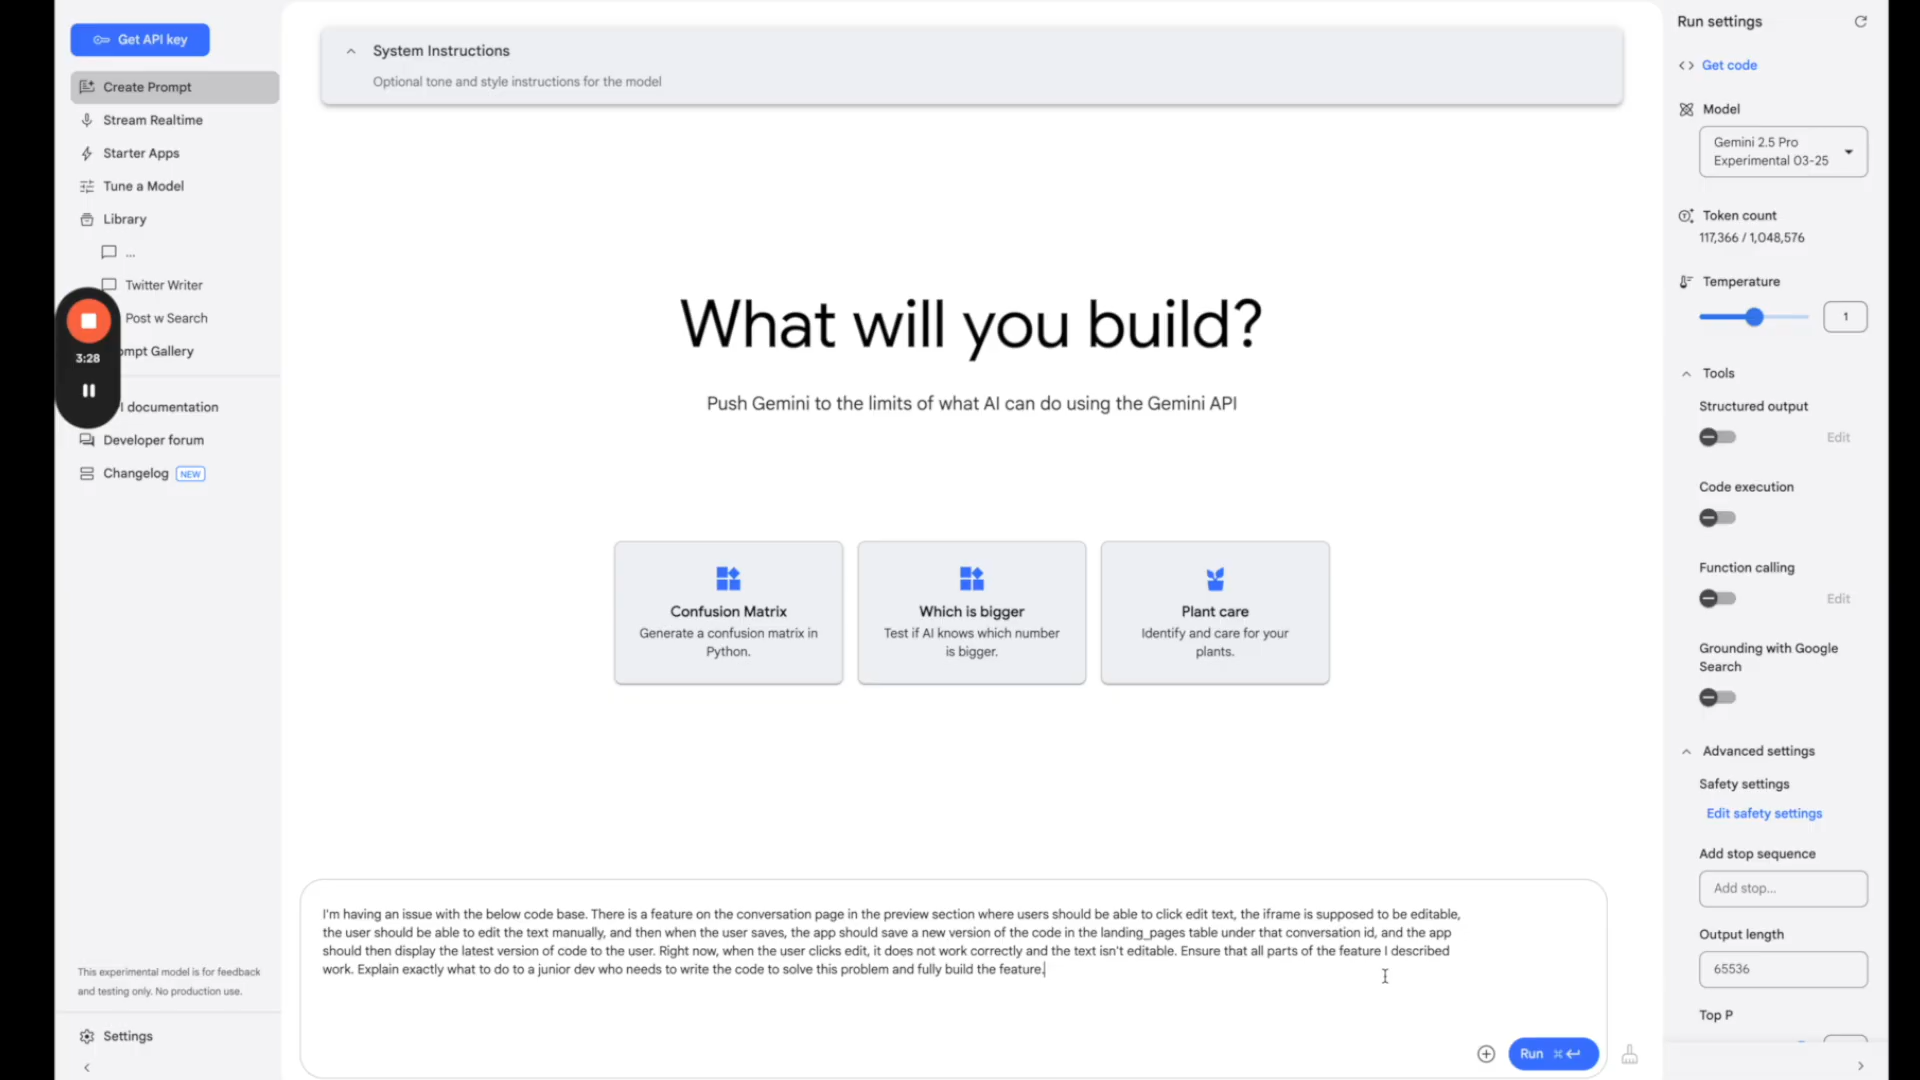 Get API key
Create Prompt
Stream Realtime
Starter Apps
Tune a Model
Library
...
Twitter Writer
Post w Search
mpt Gallery
documentation
Developer forum
Changelog NEW
3:28
This experimental model is for feedback
and testing only. No production use.
Settings
System Instructions
Optional tone and style instructions for the model
What will you build?
Push Gemini to the limits of what AI can do using the Gemini API
Confusion Matrix
Generate a confusion matrix in
Python.
Which is bigger
Test if AI knows which number
is bigger.
Plant care
Identify and care for your
plants.
I'm having an issue with the below code base. There is a feature on the conversation page in the preview section where users should be able to click edit text, the iframe is supposed to be editable,
the user should be able to edit the text manually, and then when the user saves, the app should save a new version of the code in the landing_pages table under that conversation id, and the app
should then display the latest version of code to the user. Right now, when the user clicks edit, it does not work correctly and the text isn't editable. Ensure that all parts of the feature I described
work. Explain exactly what to do to a junior dev who needs to write the code to solve this problem and fully build the feature.
Run ⌘↵
Run settings
Get code
Model
Gemini 2.5 Pro
Experimental 03-25
Token count
117,366 / 1,048,576
Temperature
1
Tools
Structured output
Edit
Code execution
Function calling
Edit
Grounding with Google
Search
Advanced settings
Safety settings
Edit safety settings
Add stop sequence
Add stop...
Output length
65536
Top P